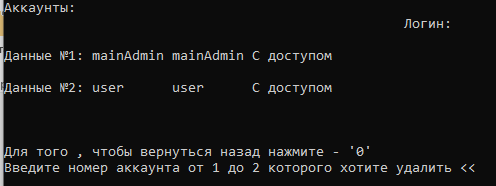 Аккаунты:
Логин:
Данные №1: mainAdmin mainAdmin С доступом
Данные №2: user user С доступом
Для того , чтобы вернуться назад нажмите - '0'
Введите номер аккаунта от 1 до 2 которого хотите удалить <<